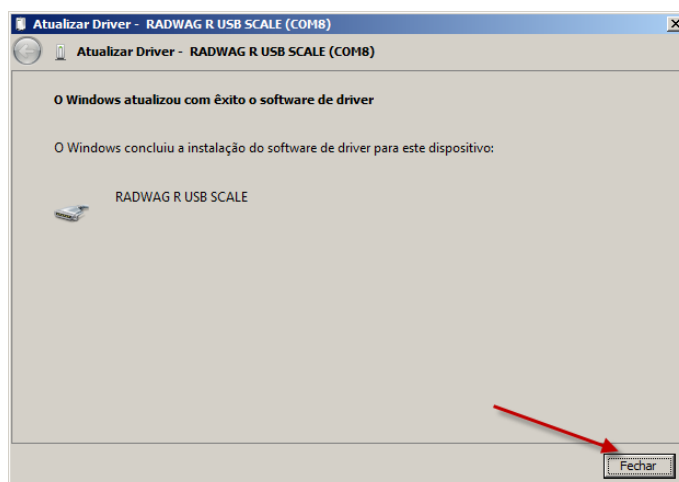 Atualizar Driver - RADWAG R USB SCALE (COM8)
Atualizar Driver - RADWAG R USB SCALE (COM8)
O Windows atualizou com êxito o software de driver
O Windows concluiu a instalação do software de driver para este dispositivo:
RADWAG R USB SCALE
Fechar